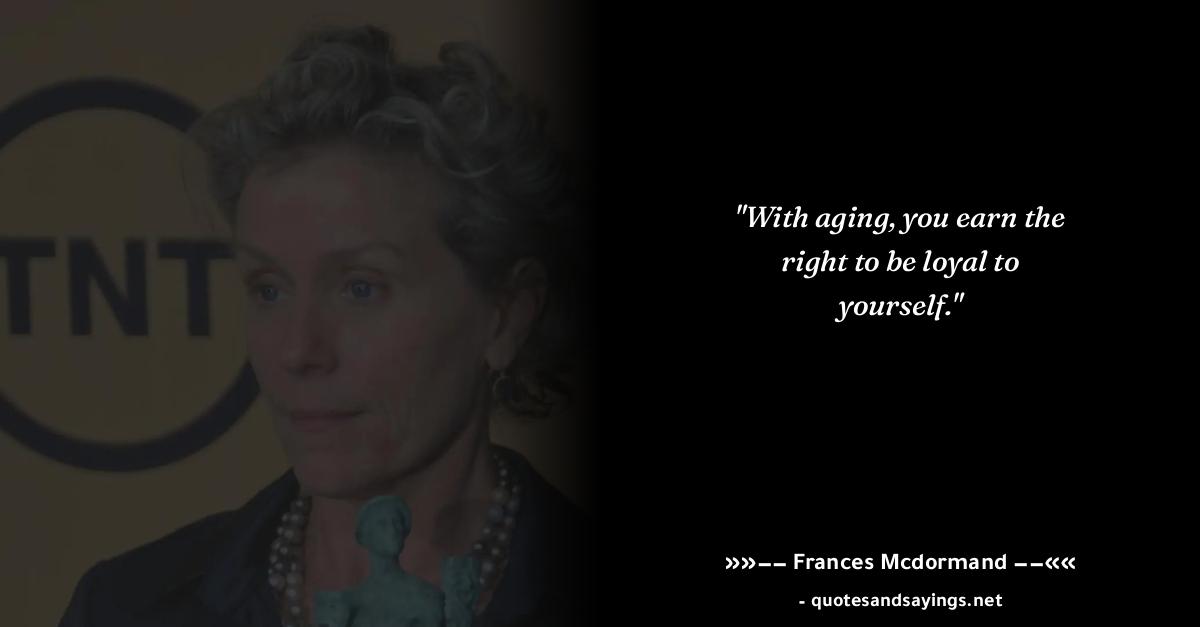 TNT
"With aging, you earn the
right to be loyal to
yourself."
»»–– Frances Mcdormand ––««
- quotesandsayings.net